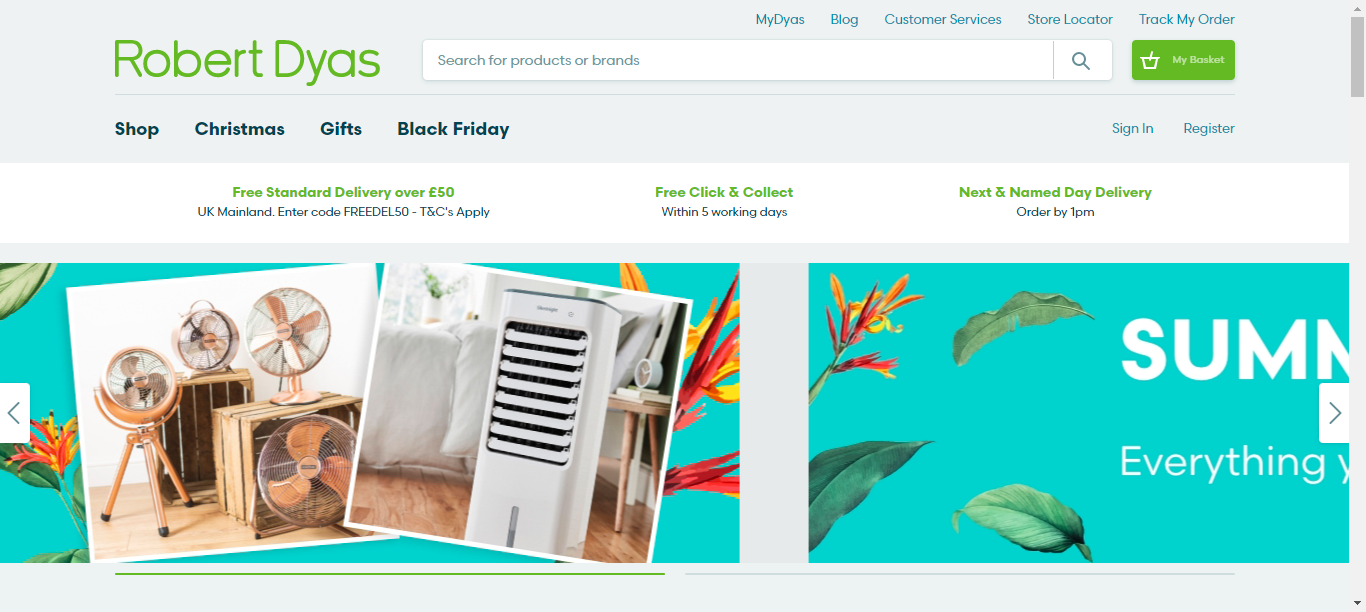 MyDyas Blog Customer Services Store Locator Track My Order
Robert Dyas
Search for products or brands
My Basket
Shop Christmas Gifts Black Friday
Sign In Register
Free Standard Delivery over £50
UK Mainland. Enter code FREEDEL50 - T&C's Apply
Free Click & Collect
Within 5 working days
Next & Named Day Delivery
Order by 1pm
SUMM
Everything y